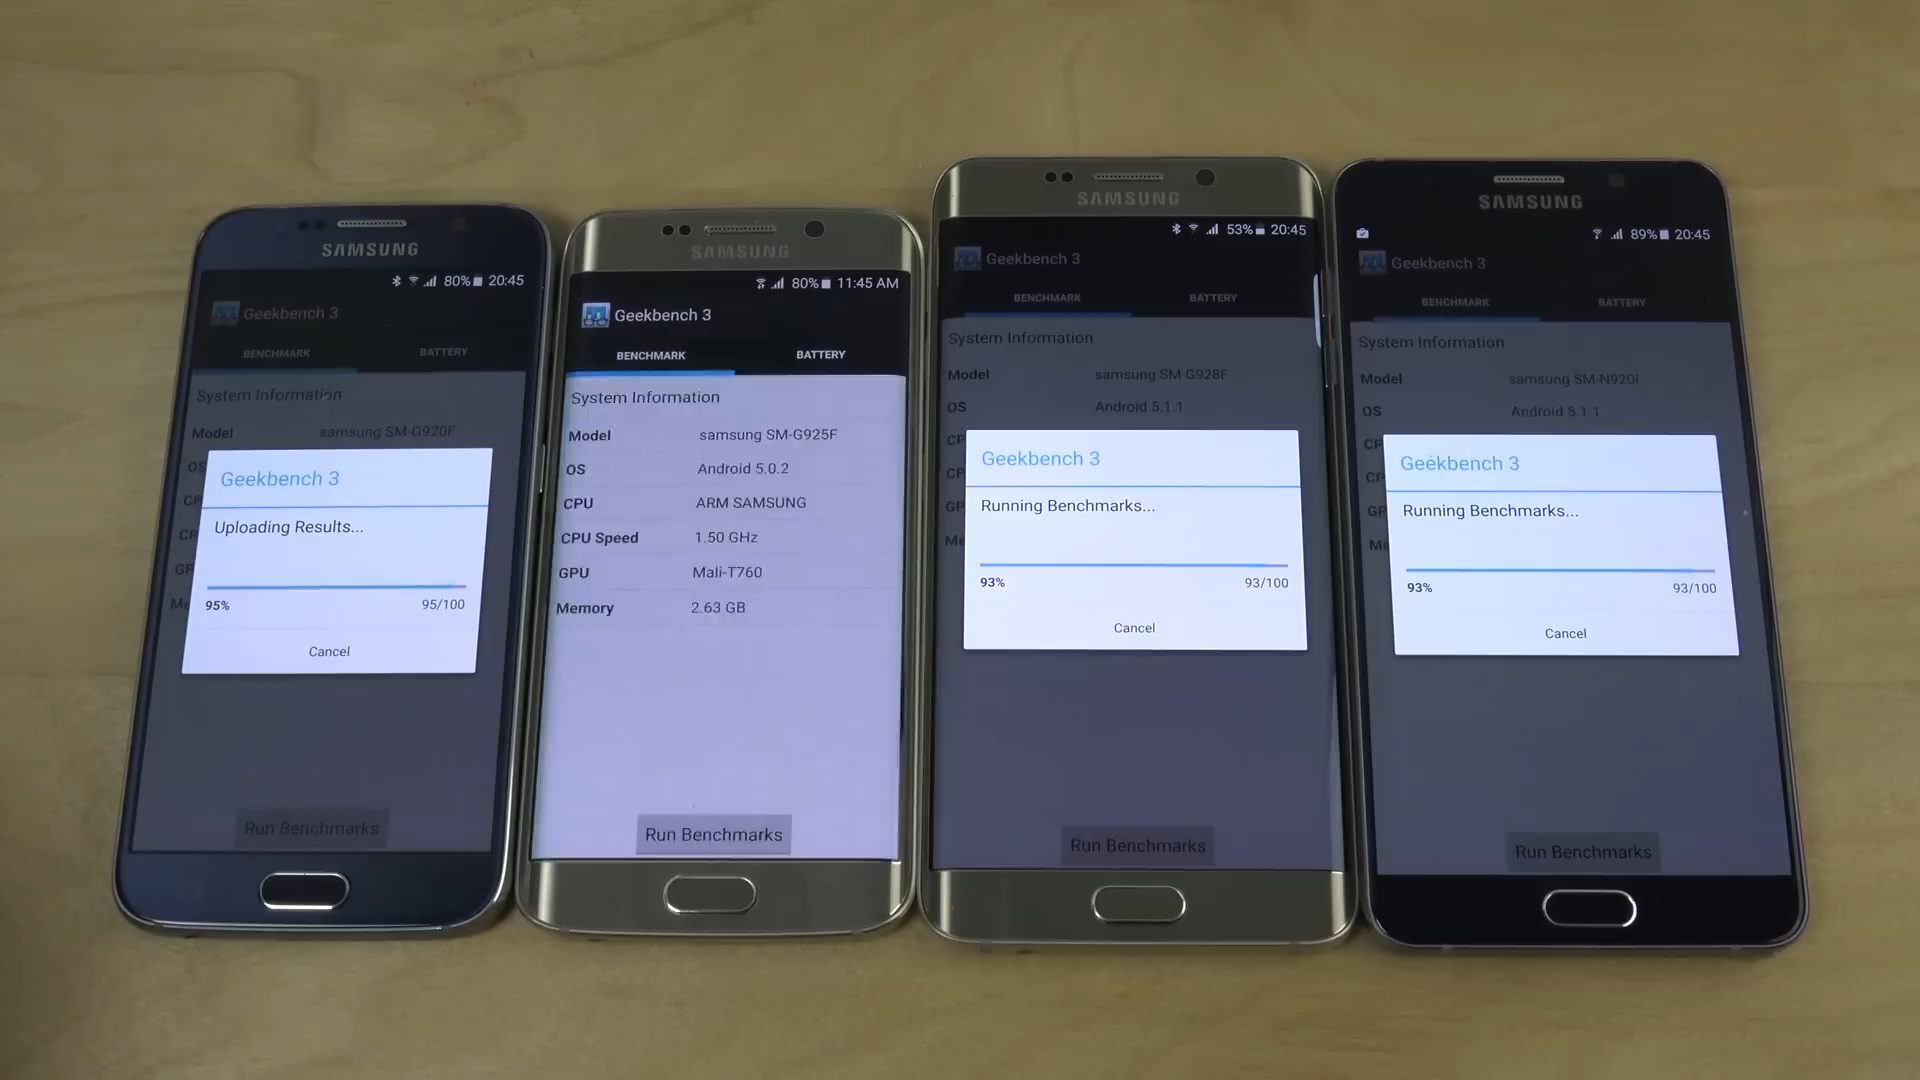 SAMSUNG
80% 20:45
Geekbench 3
BENCHMARK BATTERY
System Information
Model samsung SM-G920F
OS
Geekbench 3
Uploading Results...
95% 95/100
Cancel
Run Benchmarks
SAMSUNG
80% 11:45 AM
Geekbench 3
BENCHMARK BATTERY
System Information
Model samsung SM-G925F
OS Android 5.0.2
CPU ARM SAMSUNG
CPU Speed 1.50 GHz
GPU Mali-T760
Memory 2.63 GB
Run Benchmarks
SAMSUNG
53% 20:45
Geekbench 3
BENCHMARK BATTERY
System Information
Model samsung SM-G928F
OS Android 5.1.1
Geekbench 3
Running Benchmarks...
93% 93/100
Cancel
Run Benchmarks
SAMSUNG
89% 20:45
Geekbench 3
BENCHMARK BATTERY
System Information
Model samsung SM-N920I
OS Android 5.1.1
Geekbench 3
Running Benchmarks...
93% 93/100
Cancel
Run Benchmarks